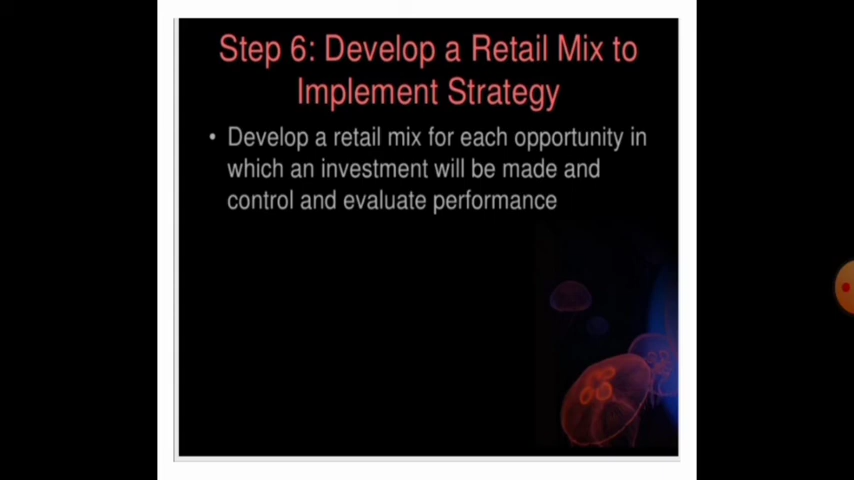 Step 6: Develop a Retail Mix to
Implement Strategy
• Develop a retail mix for each opportunity in
which an investment will be made and
control and evaluate performance